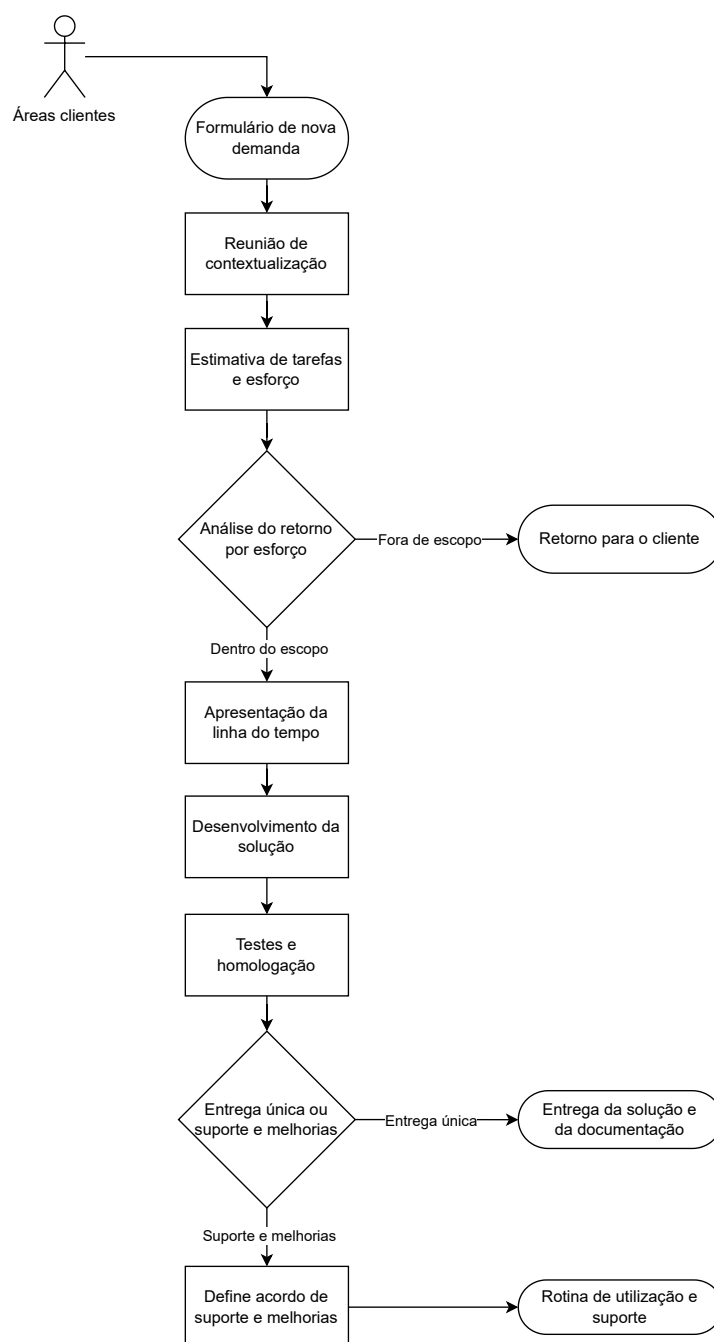 Áreas clientes
Formulário de nova
demanda
Reunião de
contextualização
Estimativa de tarefas
e esforço
Análise do retorno
por esforço
Fora de escopo
Retorno para o cliente
Dentro do escopo
Apresentação da
linha do tempo
Desenvolvimento da
solução
Testes e
homologação
Entrega única ou
suporte e melhorias
Entrega única
Entrega da solução e
da documentação
Suporte e melhorias
Define acordo de
suporte e melhorias
Rotina de utilização e
suporte